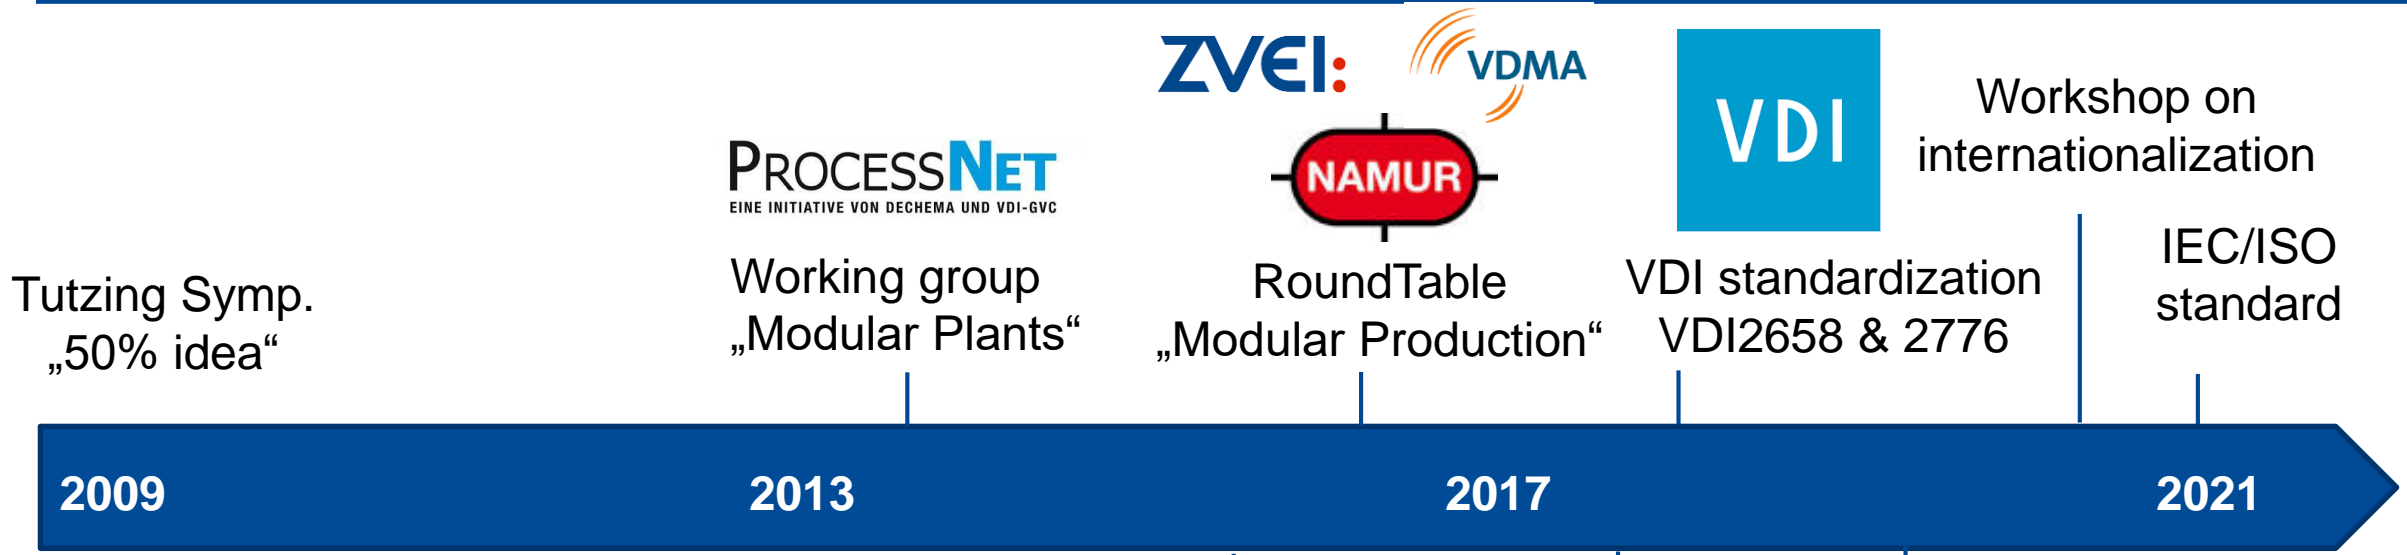 ZVEI:
VDMA
VDI
Workshop on
internationalization
PROCESSNET
EINE INITIATIVE VON DECHEMA UND VDI-GVC
NAMUR
Tutzing Symp.
„50% idea“
Working group
„Modular Plants“
RoundTable
„Modular Production“
VDI standardization
VDI2658 & 2776
IEC/ISO
standard
2009
2013
2017
2021